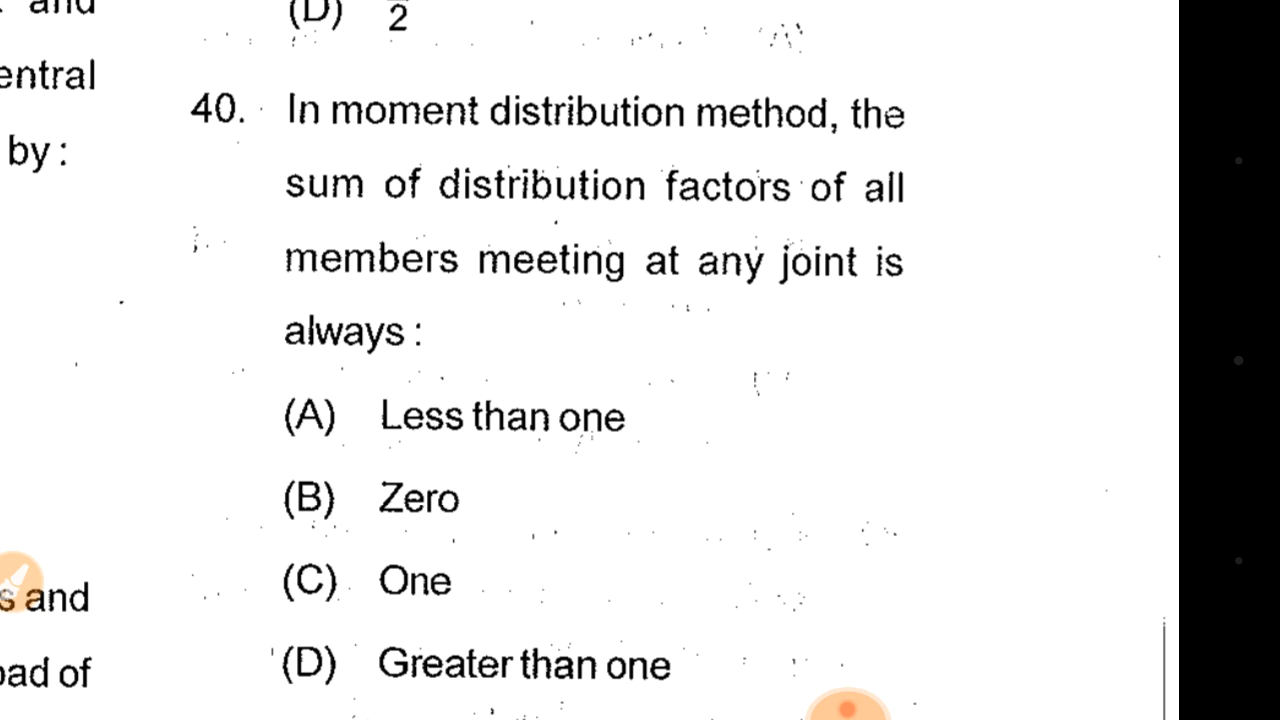 and
(D) 2
entral
by :
40. In moment distribution method, the
sum of distribution factors of all
members meeting at any joint is
always :
(A) Less than one
(B) Zero
(C) One
(D) Greater than one
s and
oad of